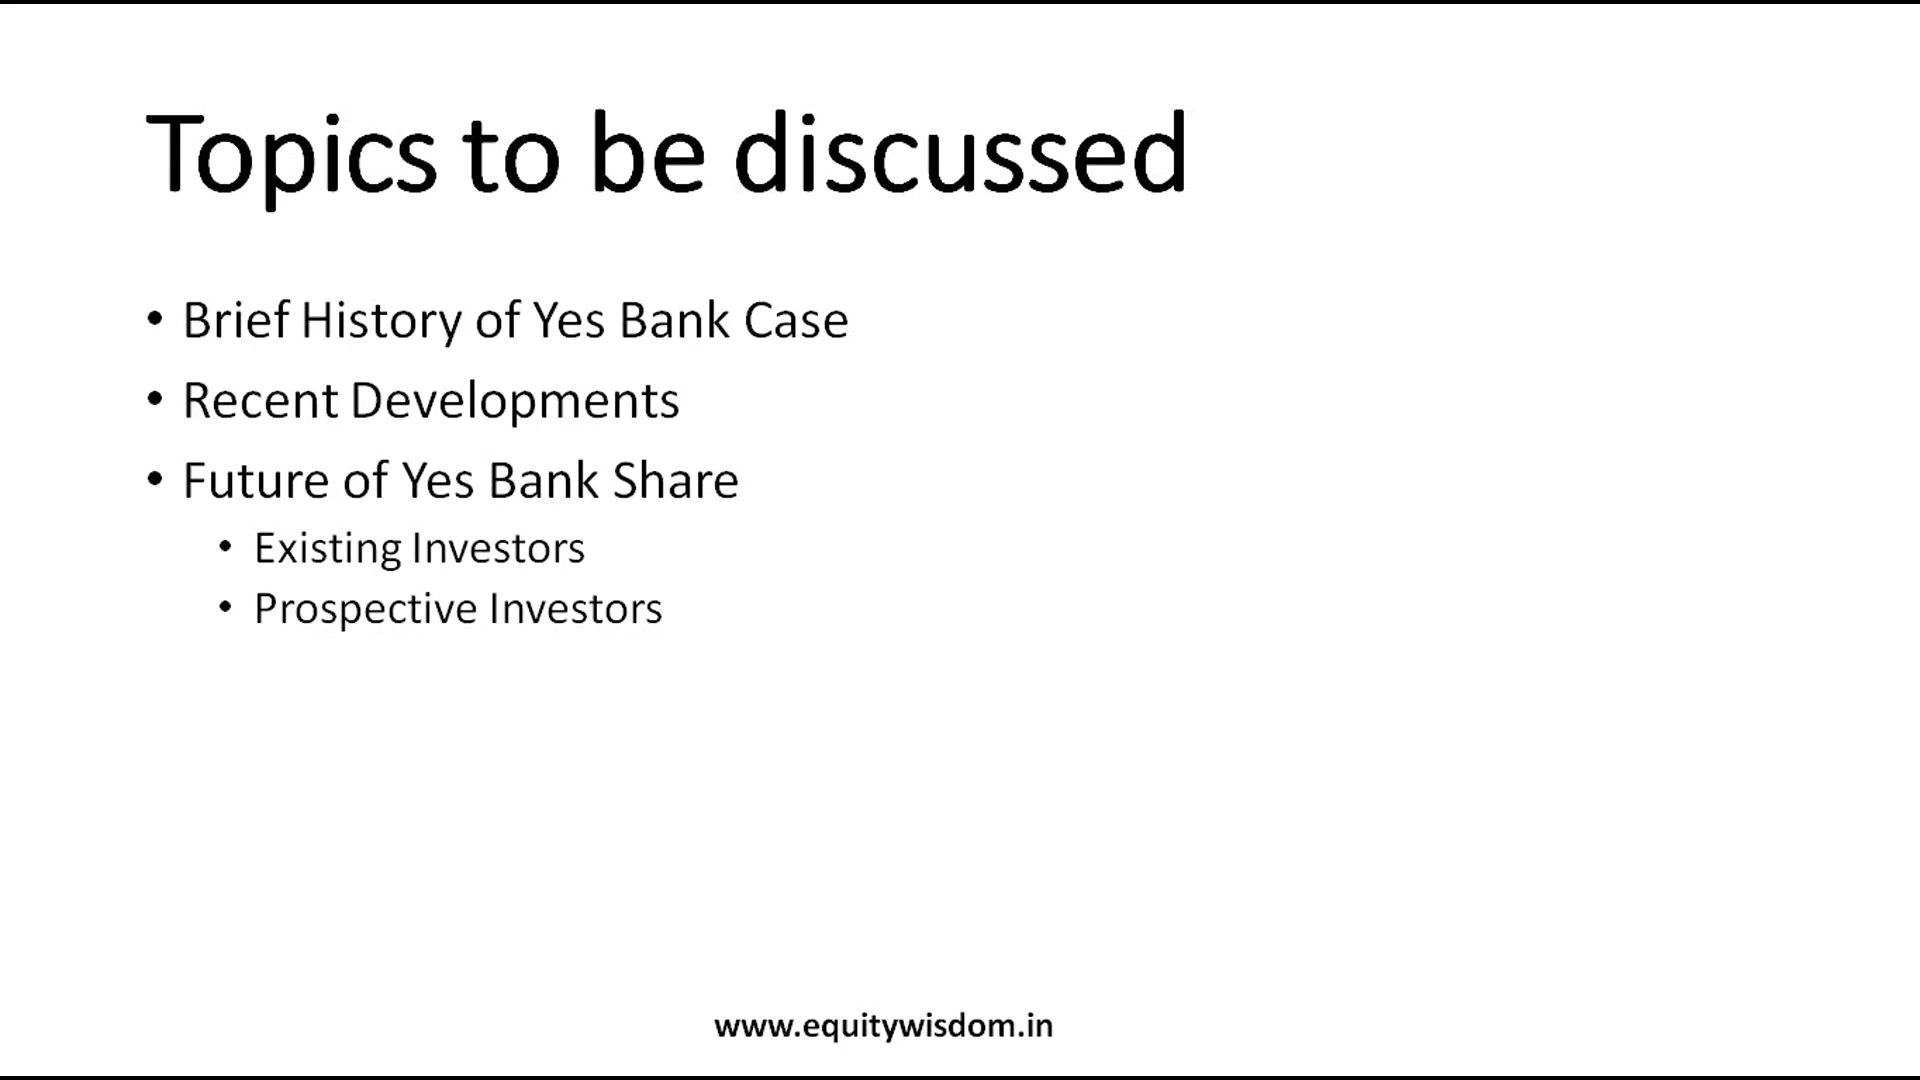 Topics to be discussed
• Brief History of Yes Bank Case
• Recent Developments
• Future of Yes Bank Share
• Existing Investors
• Prospective Investors
www.equitywisdom.in